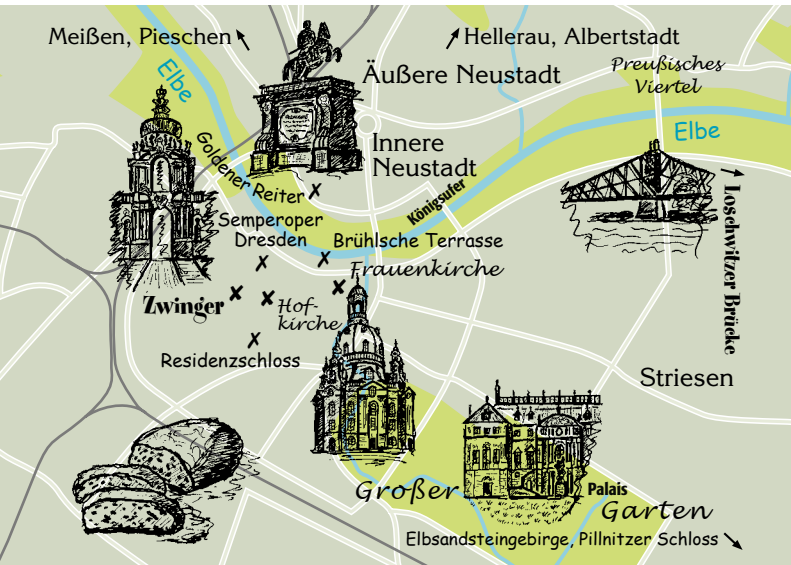 Meißen, Pieschen
Hellerau, Albertstadt
Preußisches
Viertel
Äußere Neustadt
Elbe
Elbe
Innere
Neustadt
Goldener Reiter
Königsufer
Semperoper
Dresden
Brühlsche Terrasse
Frauenkirche
Loschwitzer Brücke
Zwinger
Hof-
kirche
Residenzschloss
Striesen
Großer
Palais
Garten
Elbsandsteingebirge, Pillnitzer Schloss